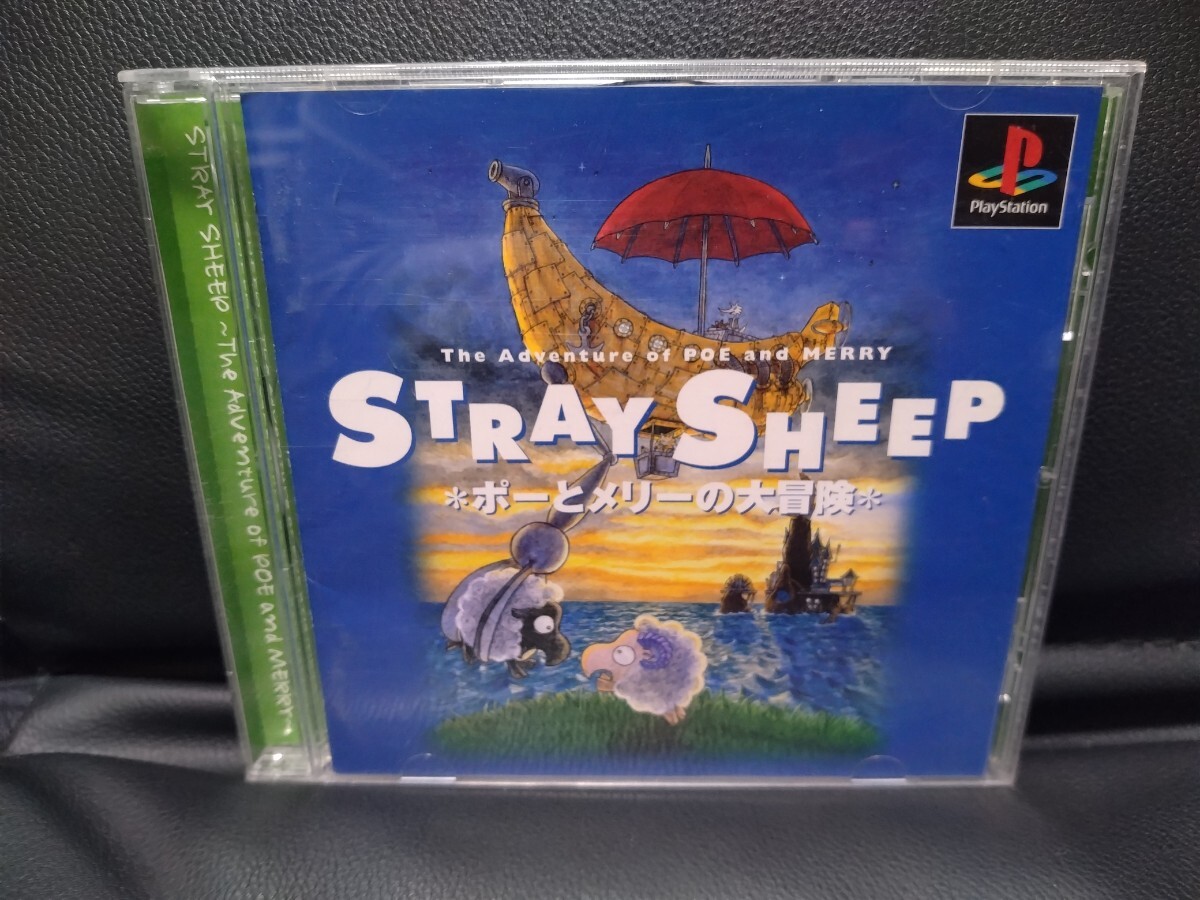 STRAY SHEEP ~The Adventure of POE and MERRY~
PlayStation
The Adventure of POE and MERRY
STRAY SHEEP
*ポーとメリーの大冒険*